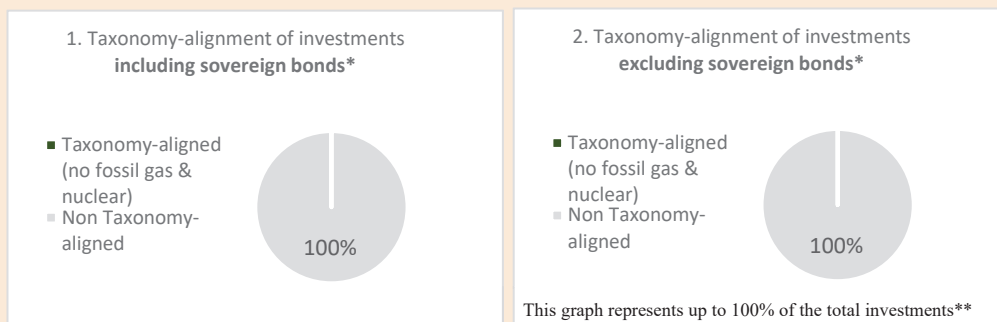 1. Taxonomy-alignment of investments
including sovereign bonds*
Taxonomy-aligned
(no fossil gas &
nuclear)
Non Taxonomy-
aligned
100%
2. Taxonomy-alignment of investments
excluding sovereign bonds*
Taxonomy-aligned
(no fossil gas &
nuclear)
Non Taxonomy-
aligned
100%
This graph represents up to 100% of the total investments**